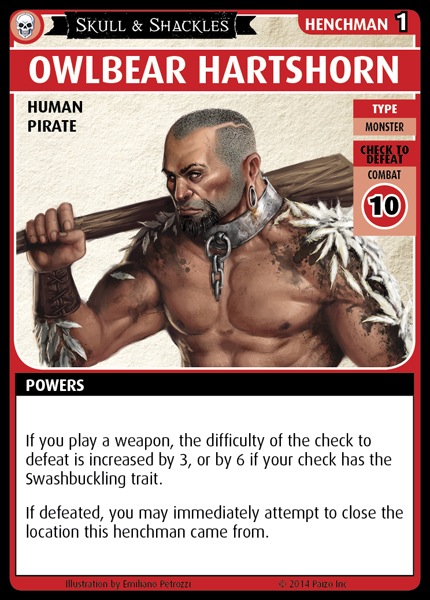 SKULL & SHACKLES
HENCHMAN 1
OWLBEAR HARTSHORN
HUMAN
PIRATE
TYPE
MONSTER
CHECK TO
DEFEAT
COMBAT
10
POWERS
If you play a weapon, the difficulty of the check to
defeat is increased by 3, or by 6 if your check has the
Swashbuckling trait.
If defeated, you may immediately attempt to close the
location this henchman came from.
Illustration by Emiliano Petrozzi
© 2014 Paizo Inc